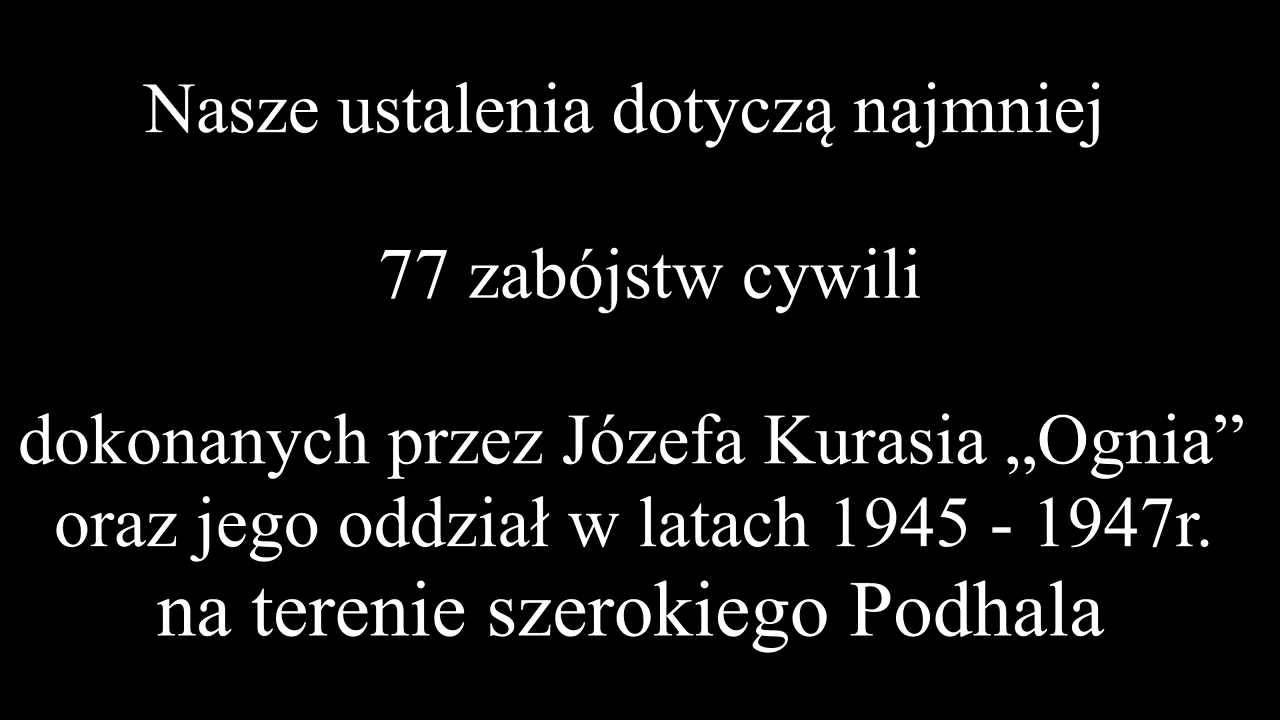 Nasze ustalenia dotyczą najmniej
77 zabójstw cywili
dokonanych przez Józefa Kurasia „Ognia”
oraz jego oddział w latach 1945 - 1947r.
na terenie szerokiego Podhala